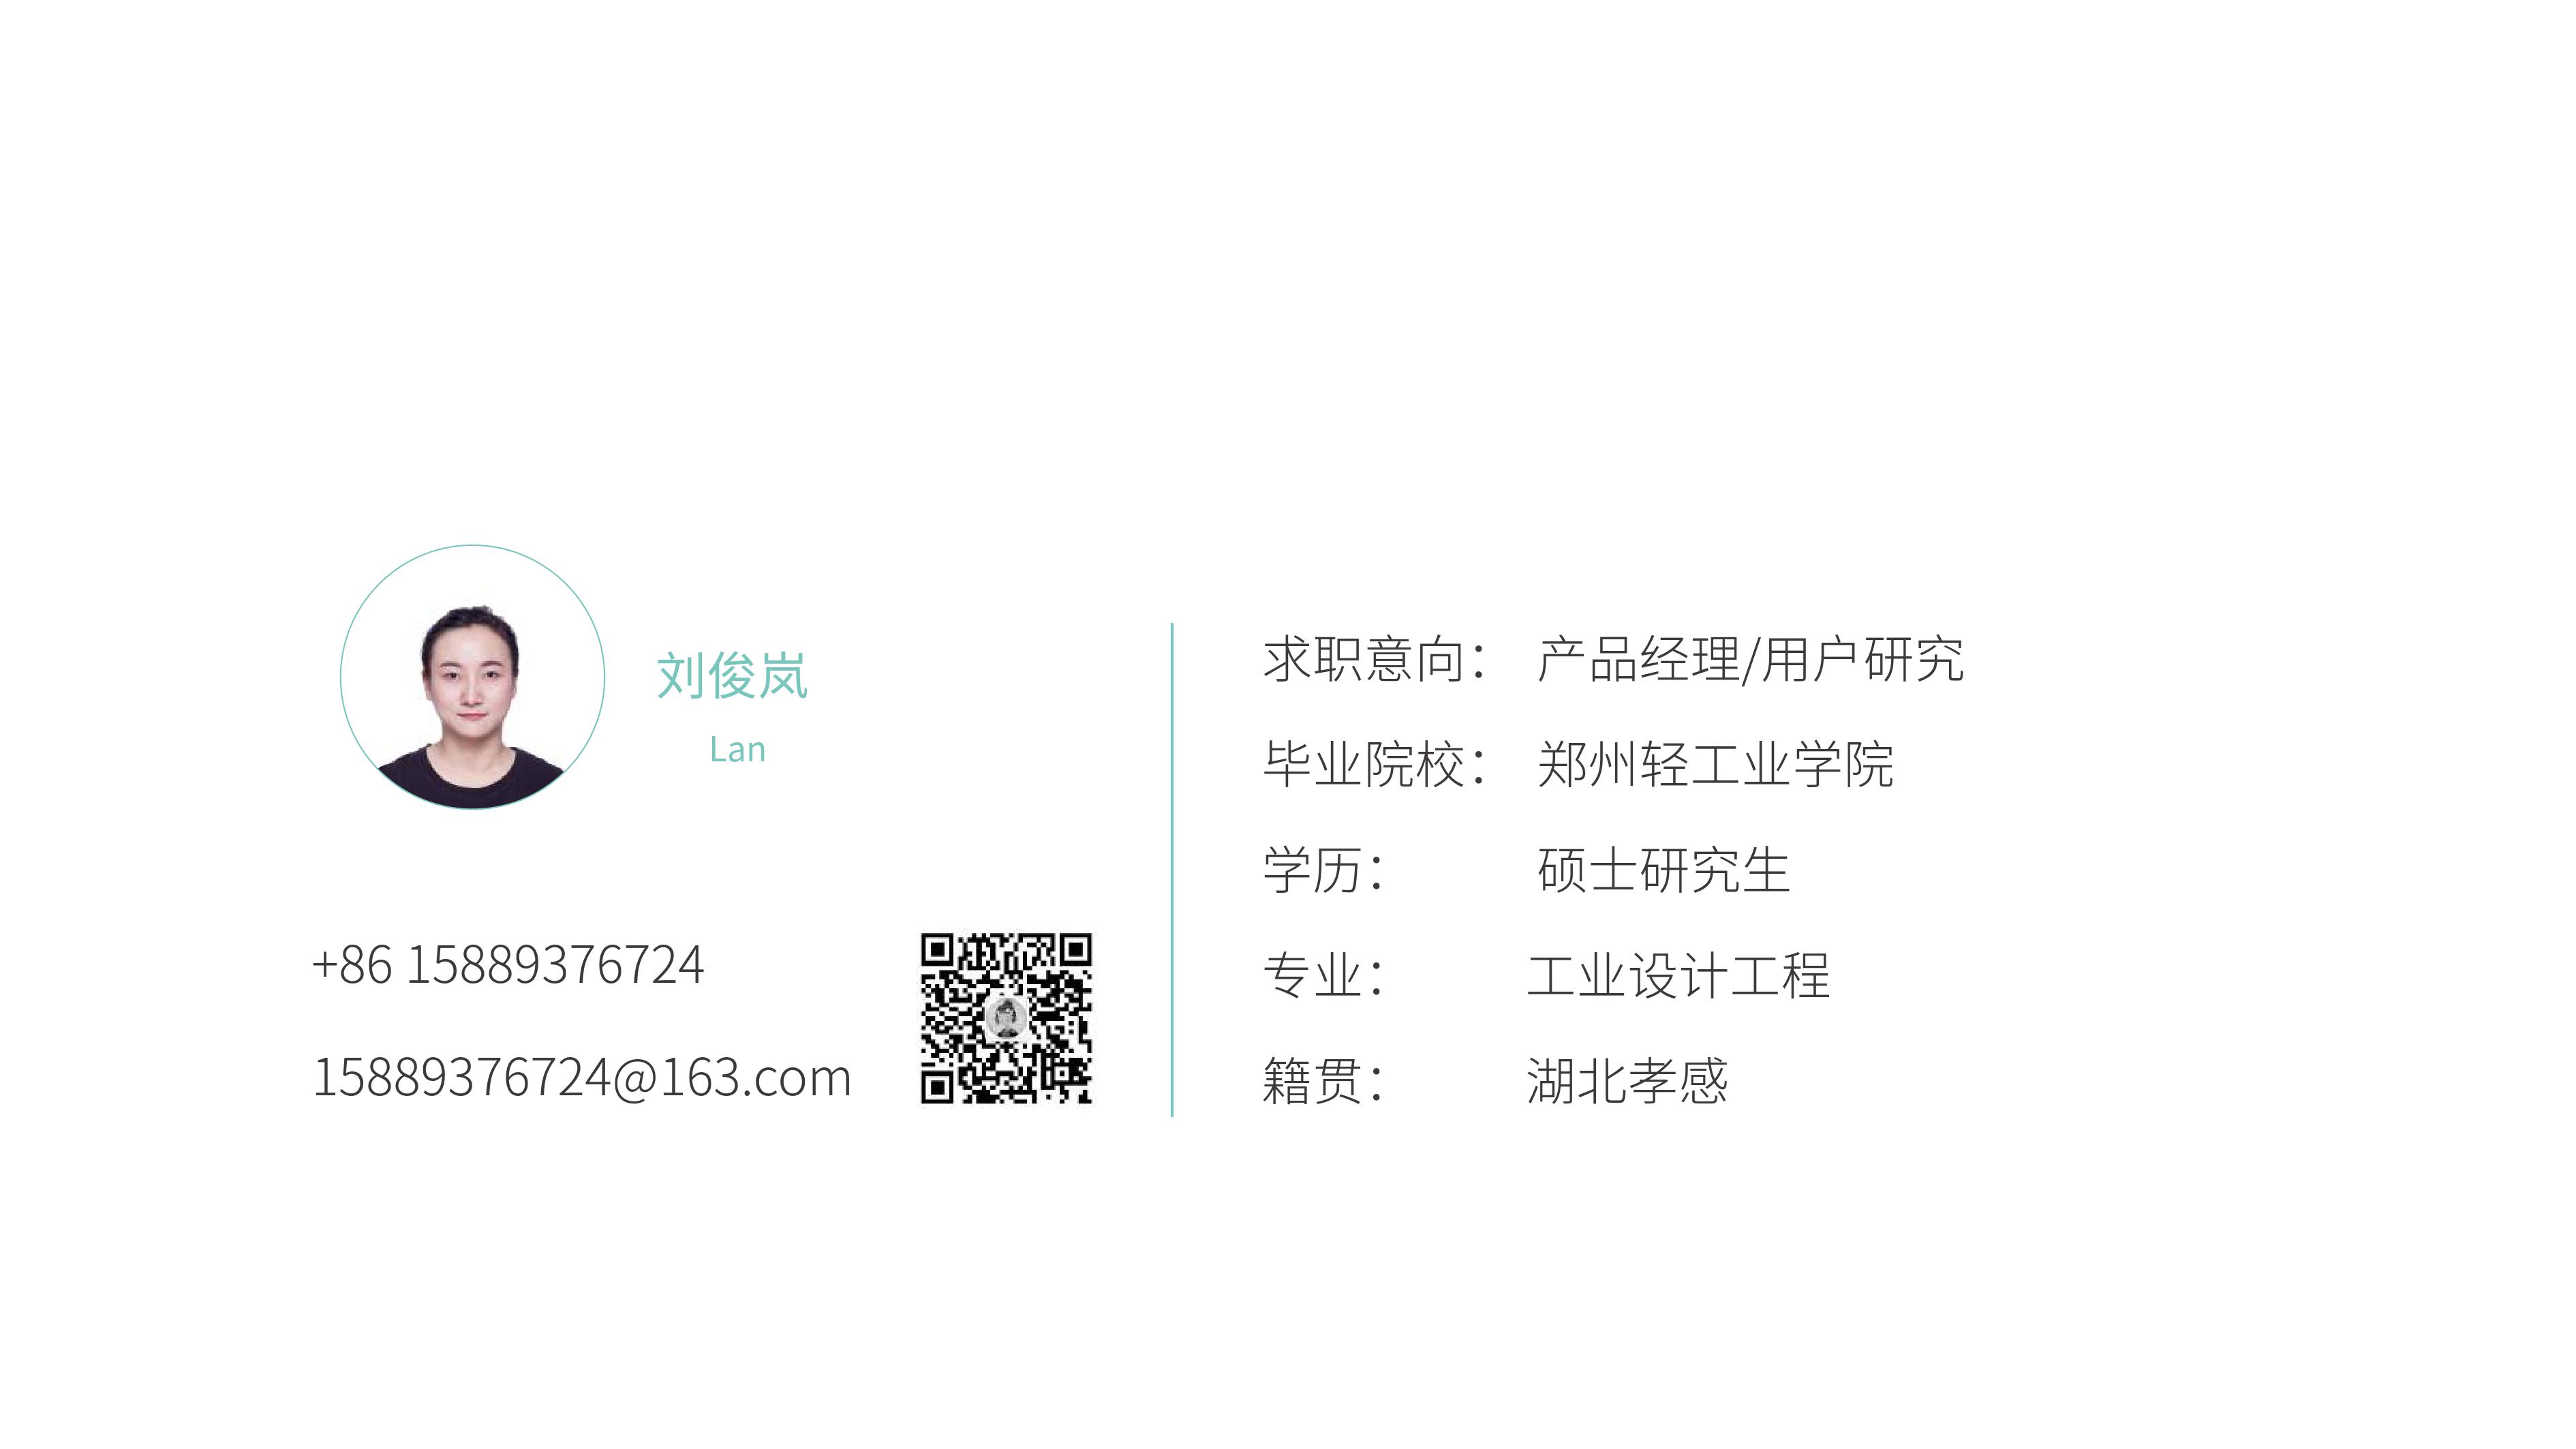 刘俊岚
Lan
+86 15889376724
15889376724@163.com
求职意向： 产品经理/用户研究
毕业院校： 郑州轻工业学院
学历： 硕士研究生
专业： 工业设计工程
籍贯： 湖北孝感